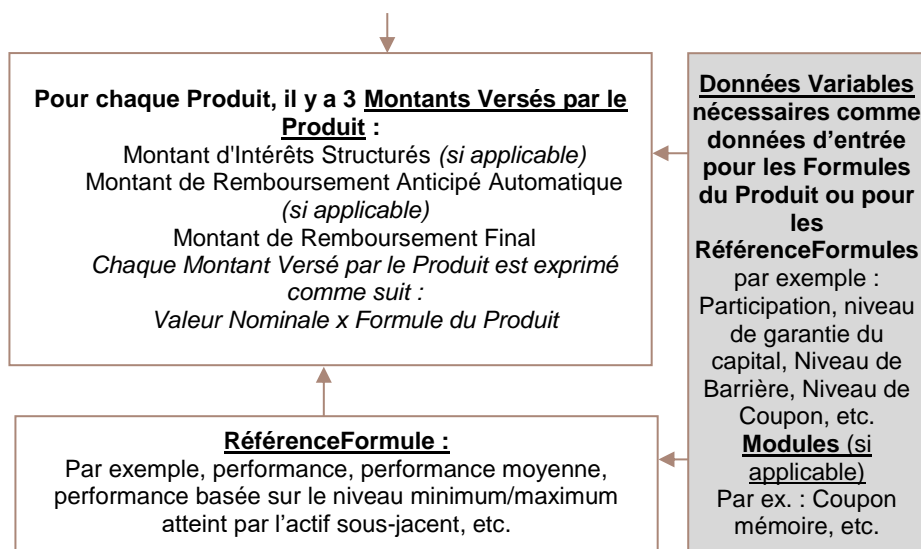 Pour chaque Produit, il y a 3 Montants Versés par le
Produit :
Montant d'Intérêts Structurés (si applicable)
Montant de Remboursement Anticipé Automatique
(si applicable)
Montant de Remboursement Final
Chaque Montant Versé par le Produit est exprimé
comme suit :
Valeur Nominale x Formule du Produit
RéférenceFormule :
Par exemple, performance, performance moyenne,
performance basée sur le niveau minimum/maximum
atteint par l'actif sous-jacent, etc.
Données Variables
nécessaires comme
données d'entrée
pour les Formules
du Produit ou pour
les
RéférenceFormules
par exemple :
Participation, niveau
de garantie du
capital, Niveau de
Barrière, Niveau de
Coupon, etc.
Modules (si
applicable)
Par ex. : Coupon
mémoire, etc.